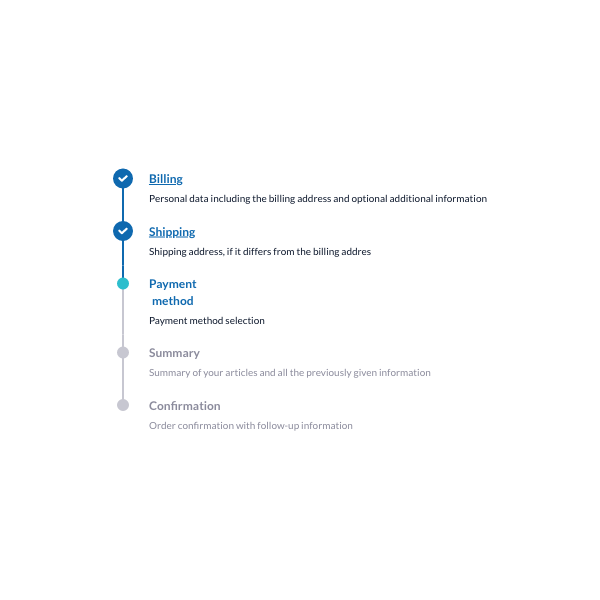 Billing
Personal data including the billing address and optional additional information
Shipping
Shipping address, if it differs from the billing addres
Payment
method
Payment method selection
Summary
Summary of your articles and all the previously given information
Confirmation
Order confirmation with follow-up information